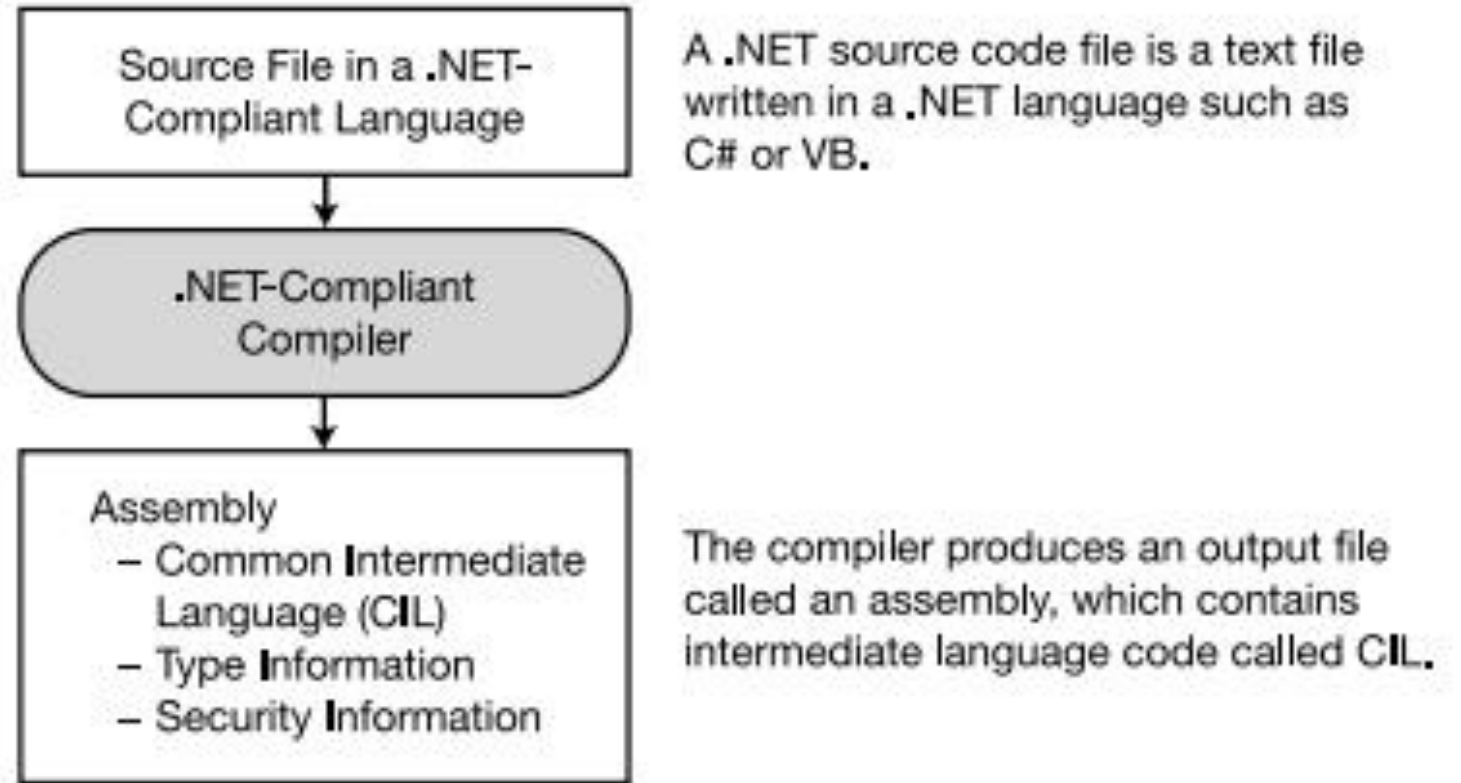 Source File in a .NET-
Compliant Language
A .NET source code file is a text file
written in a .NET language such as
C# or VB.
.NET-Compliant
Compiler
Assembly
– Common Intermediate
Language (CIL)
– Type Information
– Security Information
The compiler produces an output file
called an assembly, which contains
intermediate language code called CIL.